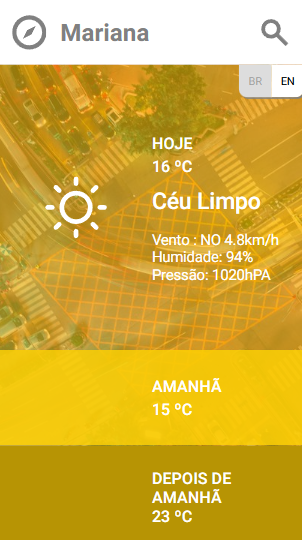 Mariana
BR EN
HOJE
16 ºC
Céu Limpo
Vento : NO 4.8km/h
Humidade: 94%
Pressão: 1020hPA
AMANHÃ
15 ºC
DEPOIS DE
AMANHÃ
23 ºC